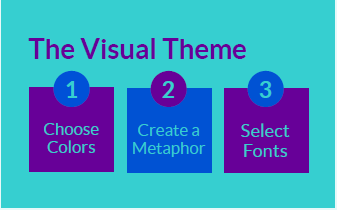 The Visual Theme
1
Choose
Colors
2
Create a
Metaphor
3
Select
Fonts